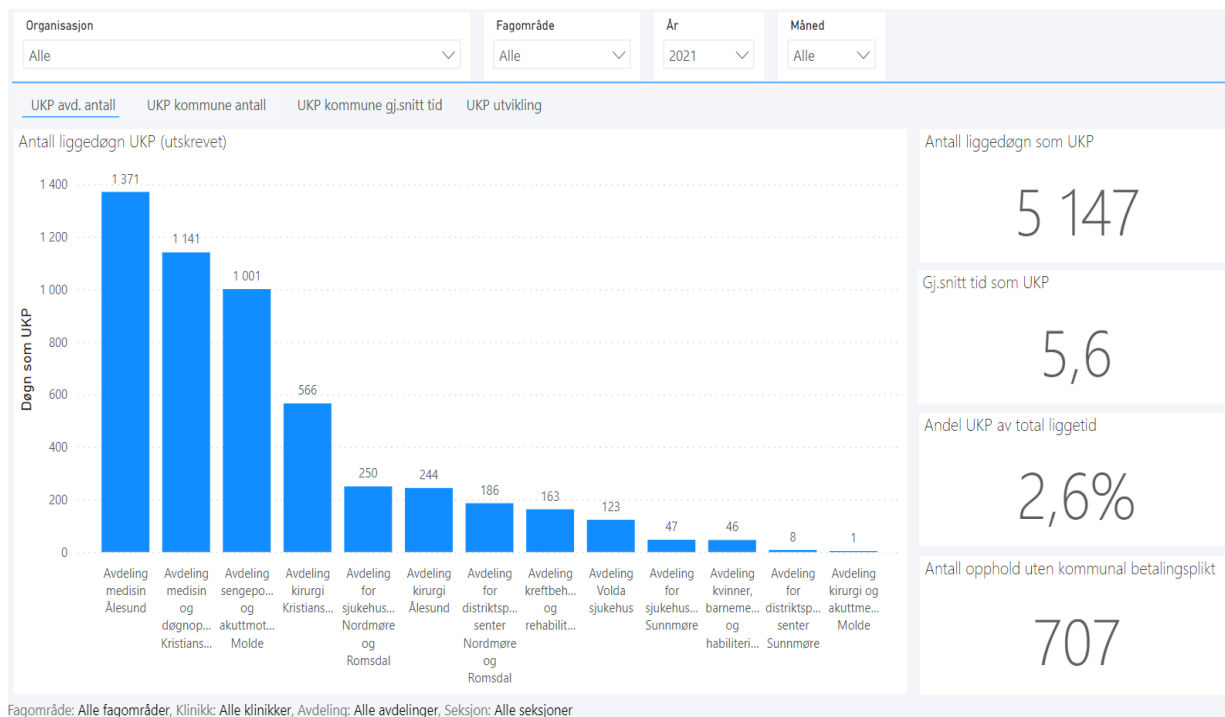 Organisasjon
Alle
Fagområde
Alle
År
2021
Måned
Alle
UKP avd. antall
UKP kommune antall
UKP kommune gj.snitt tid
UKP utvikling
Antall liggedøgn UKP (utskrevet)
Døgn som UKP
1 400
1 200
1 000
800
600
400
200
0
1 371
1 141
1 001
566
250
244
186
163
123
47
46
8
1
Avdeling
medisin
Ålesund
Avdeling
medisin
og
døgnop...
Kristians...
Avdeling
sengepo...
og
akuttmot...
Molde
Avdeling
kirurgi
Kristians...
Avdeling
for
sjukehus...
Nordmøre
og
Romsdal
Avdeling
kirurgi
Ålesund
Avdeling
for
distriktsp...
senter
Nordmøre
og
Romsdal
Avdeling
kreftbeh...
og
rehabilit...
Avdeling
Volda
sjukehus
Avdeling
for
sjukehus...
Sunnmøre
Avdeling
kvinner,
barneme...
og
habiliteri...
Avdeling
for
distriktsp...
senter
Sunnmøre
Avdeling
kirurgi og
akuttme...
Molde
Antall liggedøgn som UKP
5 147
Gj.snitt tid som UKP
5,6
Andel UKP av total liggetid
2,6%
Antall opphold uten kommunal betalingsplikt
707
Fagområde: Alle fagområder, Klinikk: Alle klinikker, Avdeling: Alle avdelinger, Seksjon: Alle seksjoner